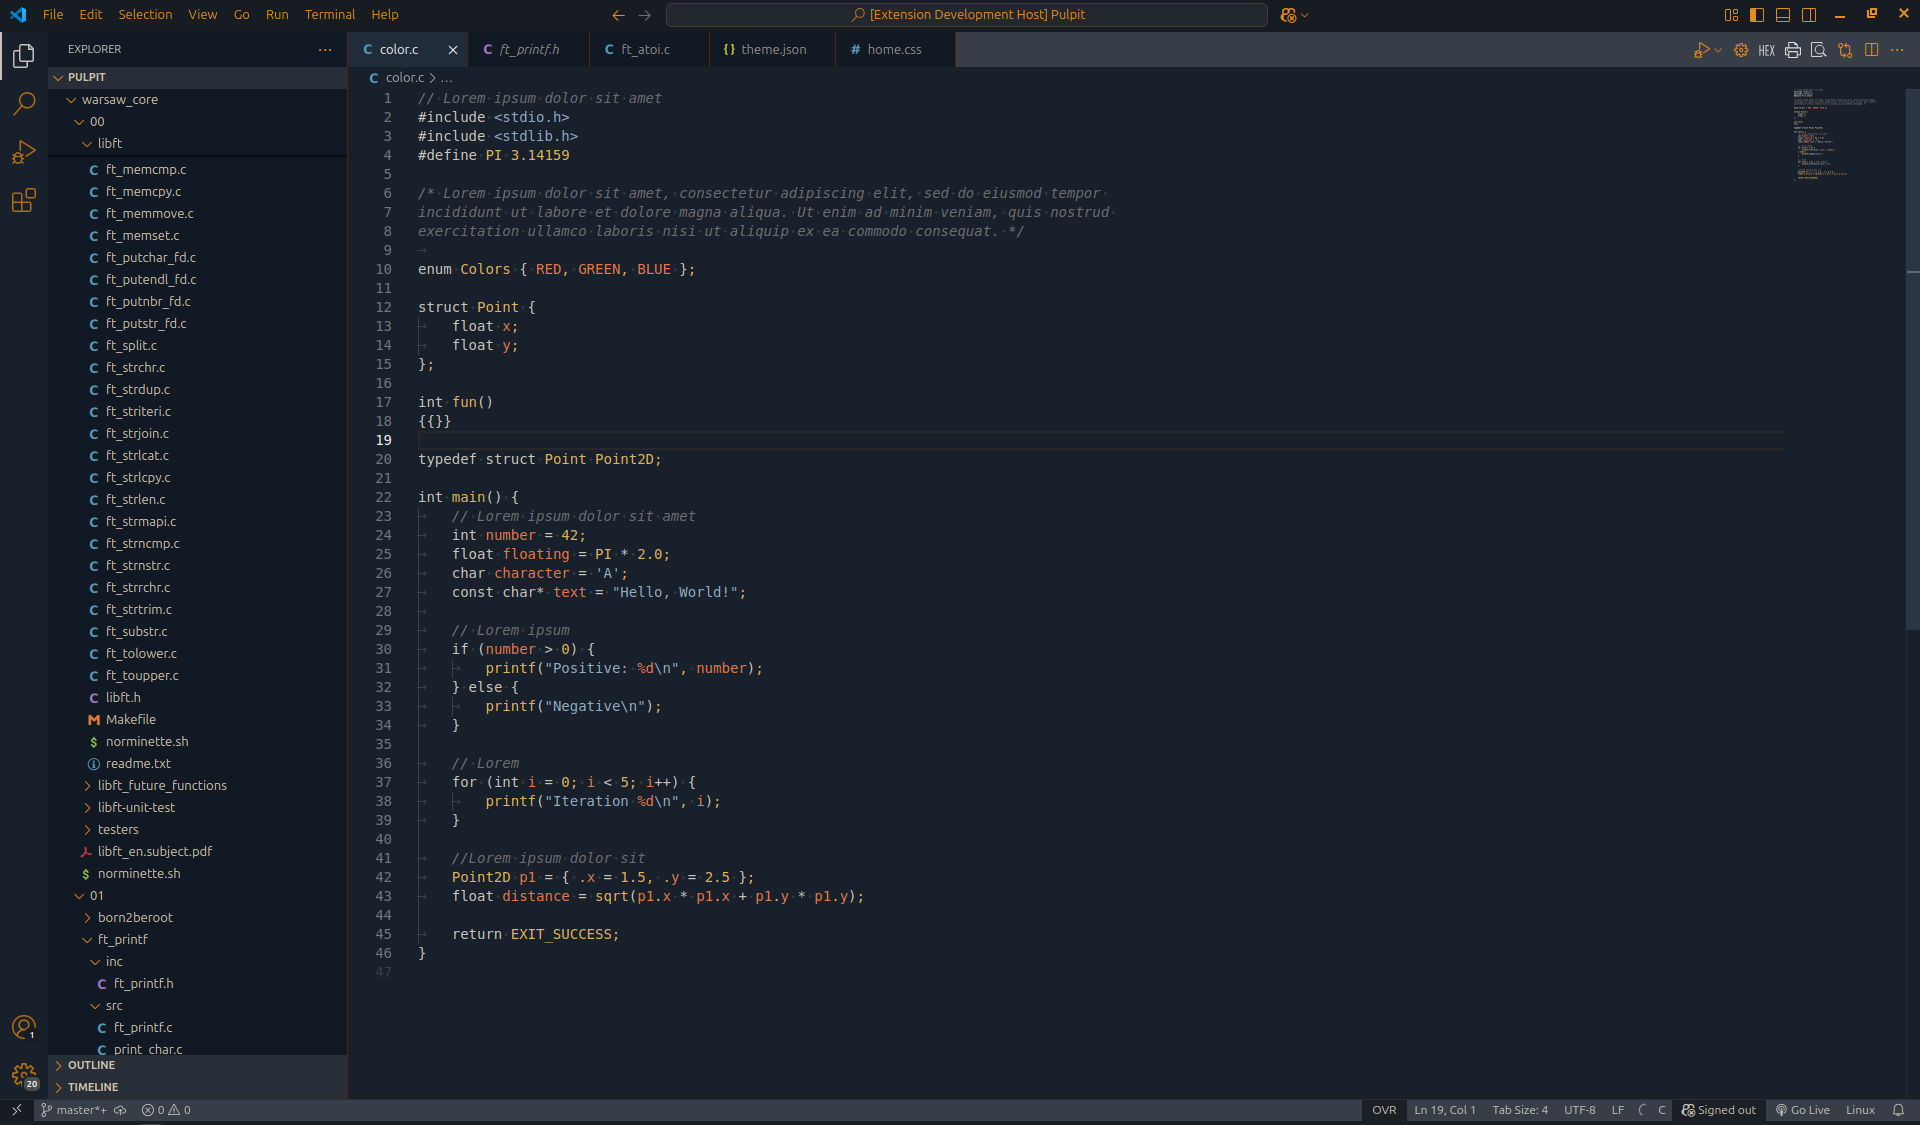 File Edit Selection View Go Run Terminal Help
[Extension Development Host] Pulpit
EXPLORER
PULPIT
warsaw_core
00
libft
ft_memcmp.c
ft_memcpy.c
ft_memmove.c
ft_memset.c
ft_putchar_fd.c
ft_putendl_fd.c
ft_putnbr_fd.c
ft_putstr_fd.c
ft_split.c
ft_strchr.c
ft_strdup.c
ft_striteri.c
ft_strjoin.c
ft_strlcat.c
ft_strlcpy.c
ft_strlen.c
ft_strmapi.c
ft_strncmp.c
ft_strnstr.c
ft_strrchr.c
ft_strtrim.c
ft_substr.c
ft_tolower.c
ft_toupper.c
libft.h
Makefile
norminette.sh
readme.txt
libft_future_functions
libft-unit-test
testers
libft_en.subject.pdf
norminette.sh
01
born2beroot
ft_printf
inc
ft_printf.h
src
ft_printf.c
print_char.c
OUTLINE
TIMELINE
1
20
C color.c C ft_printf.h C ft_atoi.c {} theme.json # home.css
HEX
C color.c > ...
1 // Lorem ipsum dolor sit amet
2 #include <stdio.h>
3 #include <stdlib.h>
4 #define PI 3.14159
5
6 /* Lorem ipsum dolor sit amet, consectetur adipiscing elit, sed do eiusmod tempor
7 incididunt ut labore et dolore magna aliqua. Ut enim ad minim veniam, quis nostrud
8 exercitation ullamco laboris nisi ut aliquip ex ea commodo consequat. */
9
10 enum Colors { RED, GREEN, BLUE };
11
12 struct Point {
13 float x;
14 float y;
15 };
16
17 int fun()
18 {{}}
19
20 typedef struct Point Point2D;
21
22 int main() {
23 // Lorem ipsum dolor sit amet
24 int number = 42;
25 float floating = PI * 2.0;
26 char character = 'A';
27 const char* text = "Hello, World!";
28
29 // Lorem ipsum
30 if (number > 0) {
31 printf("Positive: %d\n", number);
32 } else {
33 printf("Negative\n");
34 }
35
36 // Lorem
37 for (int i = 0; i < 5; i++) {
38 printf("Iteration %d\n", i);
39 }
40
41 //Lorem ipsum dolor sit
42 Point2D p1 = { .x = 1.5, .y = 2.5 };
43 float distance = sqrt(p1.x * p1.x + p1.y * p1.y);
44
45 return EXIT_SUCCESS;
46 }
47
master*+ 0 0 OVR Ln 19, Col 1 Tab Size: 4 UTF-8 LF C Signed out Go Live Linux